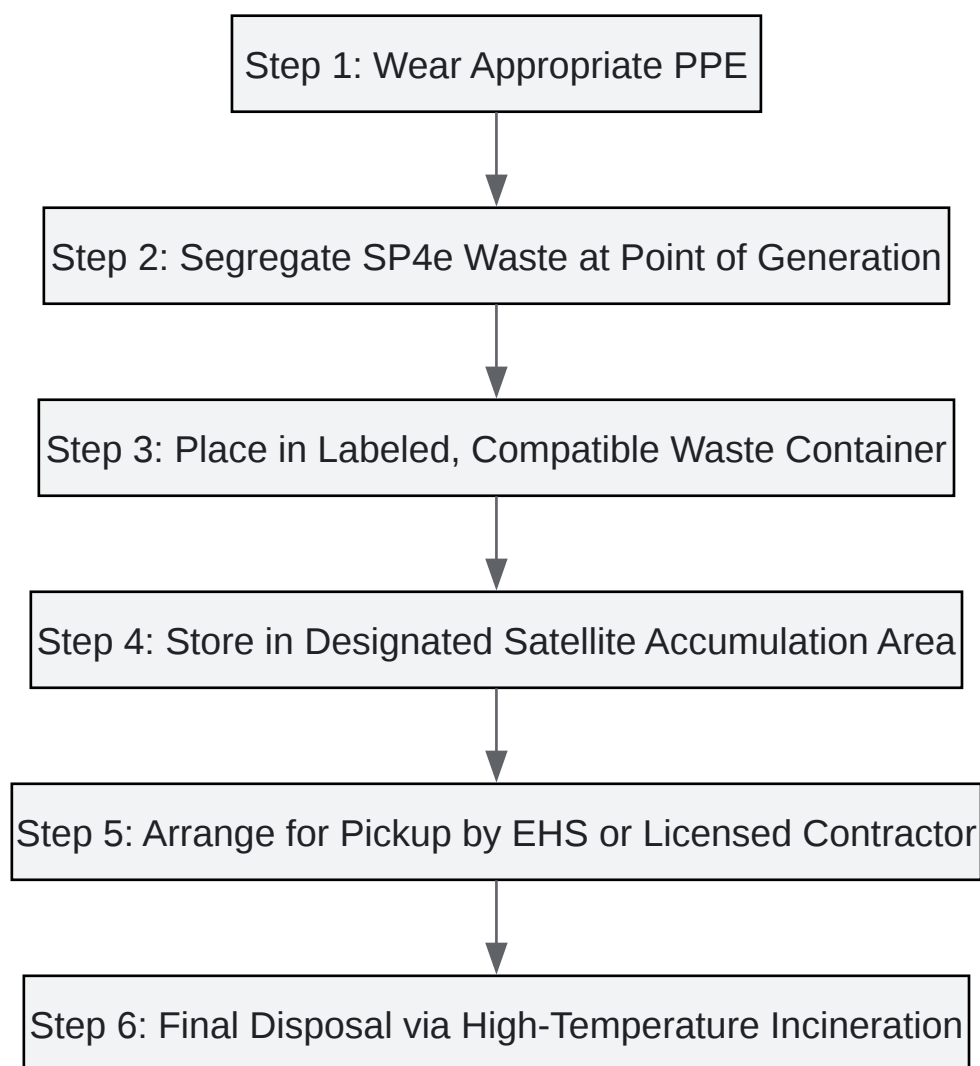 Step 1: Wear Appropriate PPE
Step 2: Segregate SP4e Waste at Point of Generation
Step 3: Place in Labeled, Compatible Waste Container
Step 4: Store in Designated Satellite Accumulation Area
Step 5: Arrange for Pickup by EHS or Licensed Contractor
Step 6: Final Disposal via High-Temperature Incineration